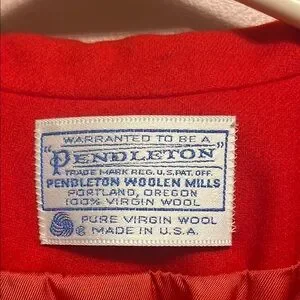 WARRANTED TO BE A
"PENDLETON"
TRADE MARK REG. U.S. PAT. OFF.
PENDLETON WOOLEN MILLS
PORTLAND, OREGON
100% VIRGIN WOOL
PURE VIRGIN WOOL
® MADE IN U.S.A.